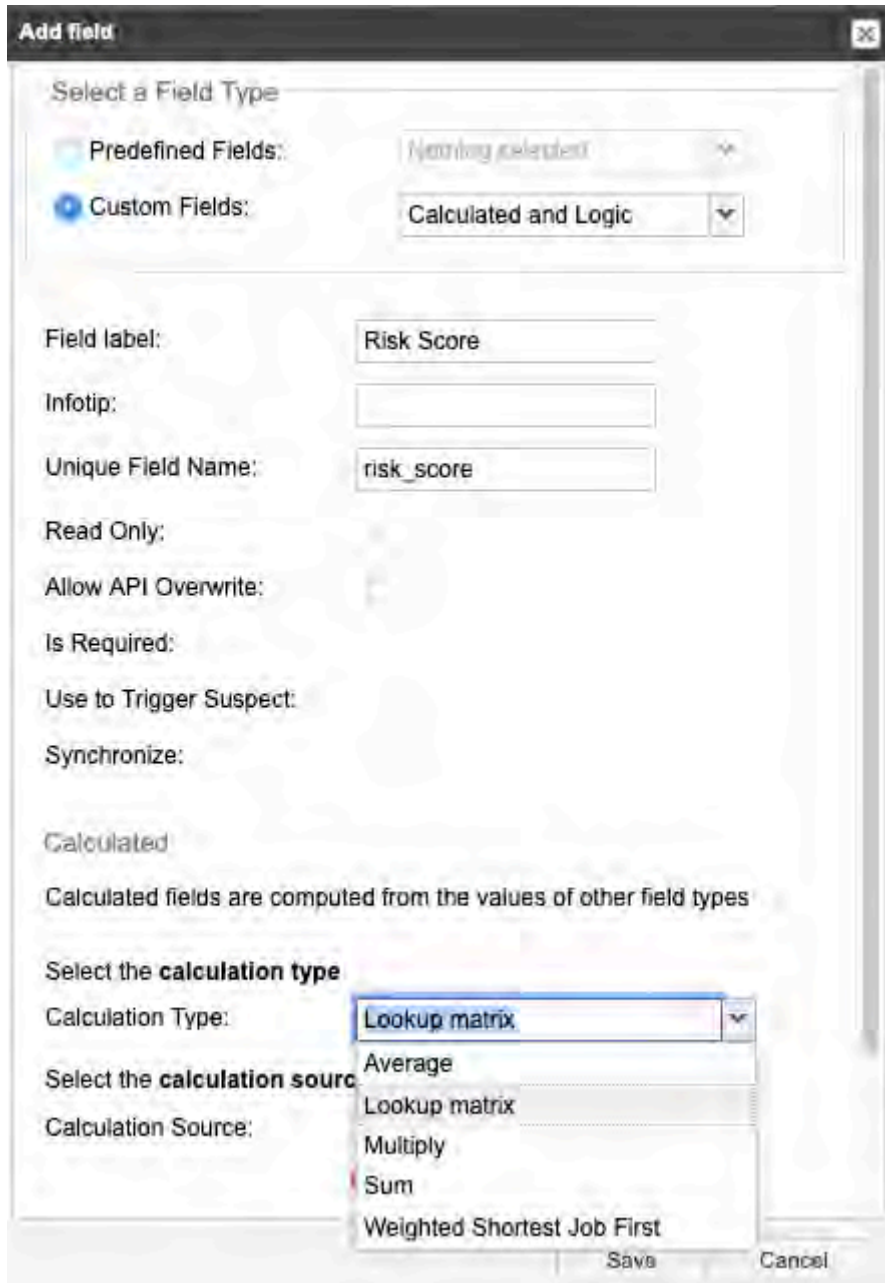 Add field
Select a Field Type
Predefined Fields:
Nothing selected
Custom Fields:
Calculated and Logic
Field label:
Risk Score
Infotip:
Unique Field Name:
risk_score
Read Only:
Allow API Overwrite:
Is Required:
Use to Trigger Suspect:
Synchronize:
Calculated
Calculated fields are computed from the values of other field types
Select the calculation type
Calculation Type:
Lookup matrix
Average
Select the calculation sourc
Lookup matrix
Calculation Source:
Multiply
Sum
Weighted Shortest Job First
Save
Cancel